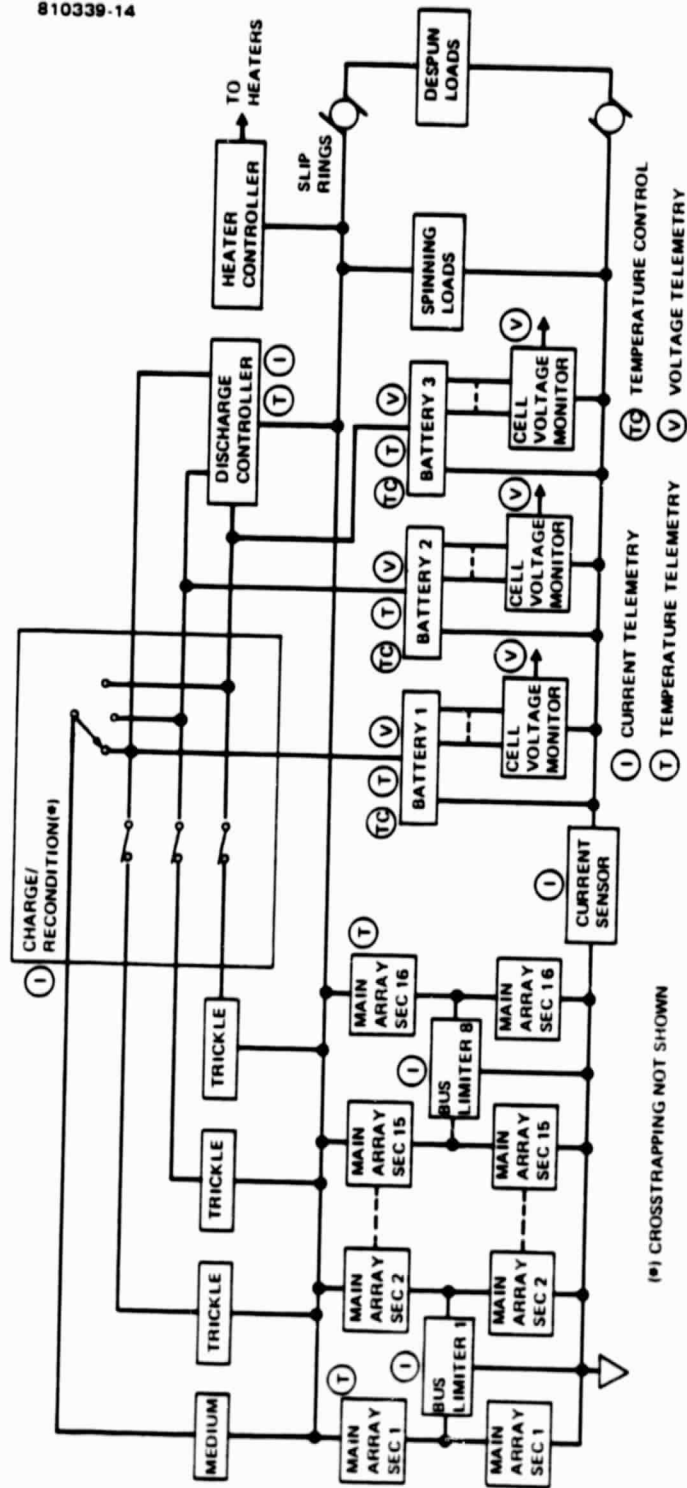 810339-14
CHARGE/
RECONDITION(*)
I
MEDIUM
TRICKLE
TRICKLE
TRICKLE
DISCHARGE
CONTROLLER
T
I
HEATER
CONTROLLER
TO
HEATERS
SLIP
RINGS
MAIN
ARRAY
SEC 1
T
MAIN
ARRAY
SEC 2
MAIN
ARRAY
SEC 15
MAIN
ARRAY
SEC 16
T
BUS
LIMITER 1
I
BUS
LIMITER 8
I
MAIN
ARRAY
SEC 1
MAIN
ARRAY
SEC 2
MAIN
ARRAY
SEC 15
MAIN
ARRAY
SEC 16
CURRENT
SENSOR
I
TC
T
V
BATTERY 1
CELL
VOLTAGE
MONITOR
V
TC
T
V
BATTERY 2
CELL
VOLTAGE
MONITOR
V
TC
T
V
BATTERY 3
CELL
VOLTAGE
MONITOR
V
SPINNING
LOADS
DESPUN
LOADS
I CURRENT TELEMETRY
T TEMPERATURE TELEMETRY
TC TEMPERATURE CONTROL
V VOLTAGE TELEMETRY
(*) CROSSTRAPPING NOT SHOWN